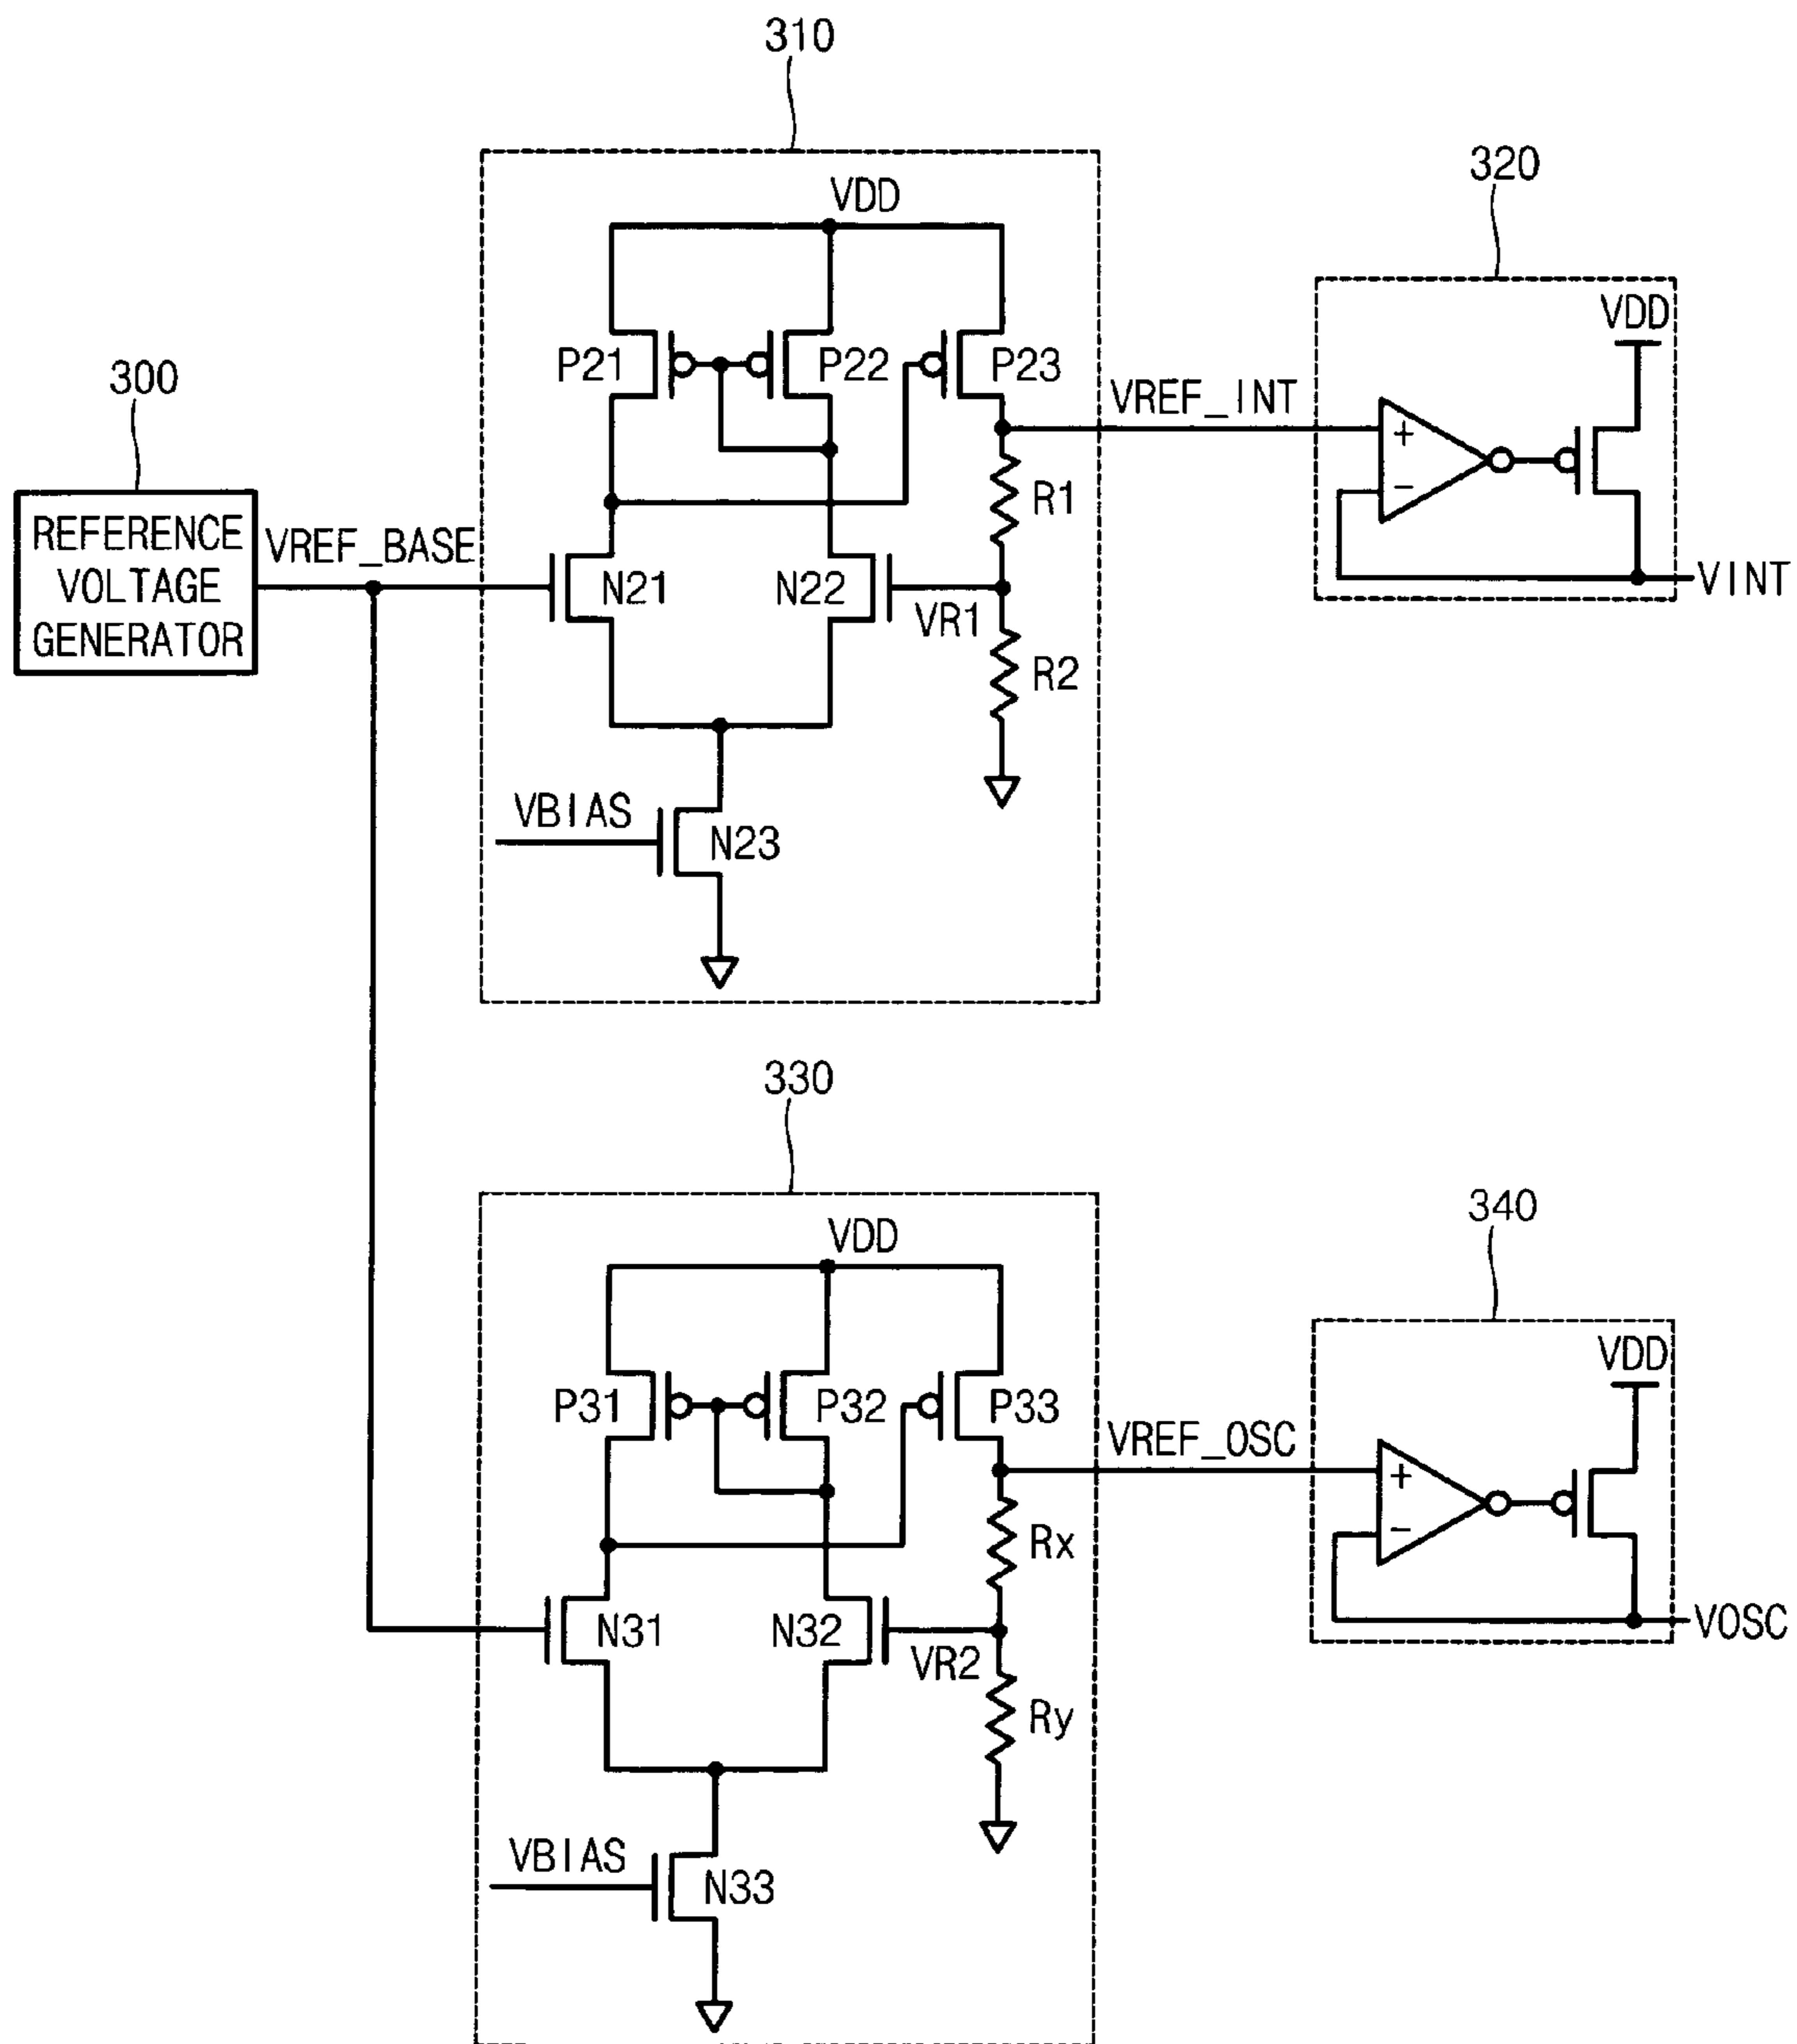 310
320
VDD
VDD
300
P21
P22
P23
VREF_INT
+
-
R1
REFERENCE
VOLTAGE
GENERATOR
VREF_BASE
N21
N22
VR1
VINT
R2
VBIAS
N23
330
340
VDD
VDD
P31
P32
P33
VREF_OSC
+
-
Rx
N31
N32
VR2
VOSC
Ry
VBIAS
N33